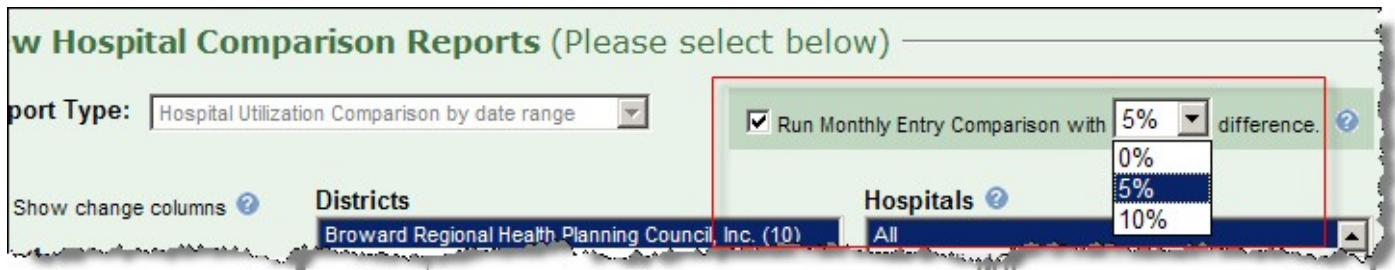 w Hospital Comparison Reports (Please select below)
port Type: Hospital Utilization Comparison by date range
Run Monthly Entry Comparison with 5% difference.
0%
5%
10%
Show change columns
Districts
Hospitals
Broward Regional Health Planning Council, Inc. (10)
All